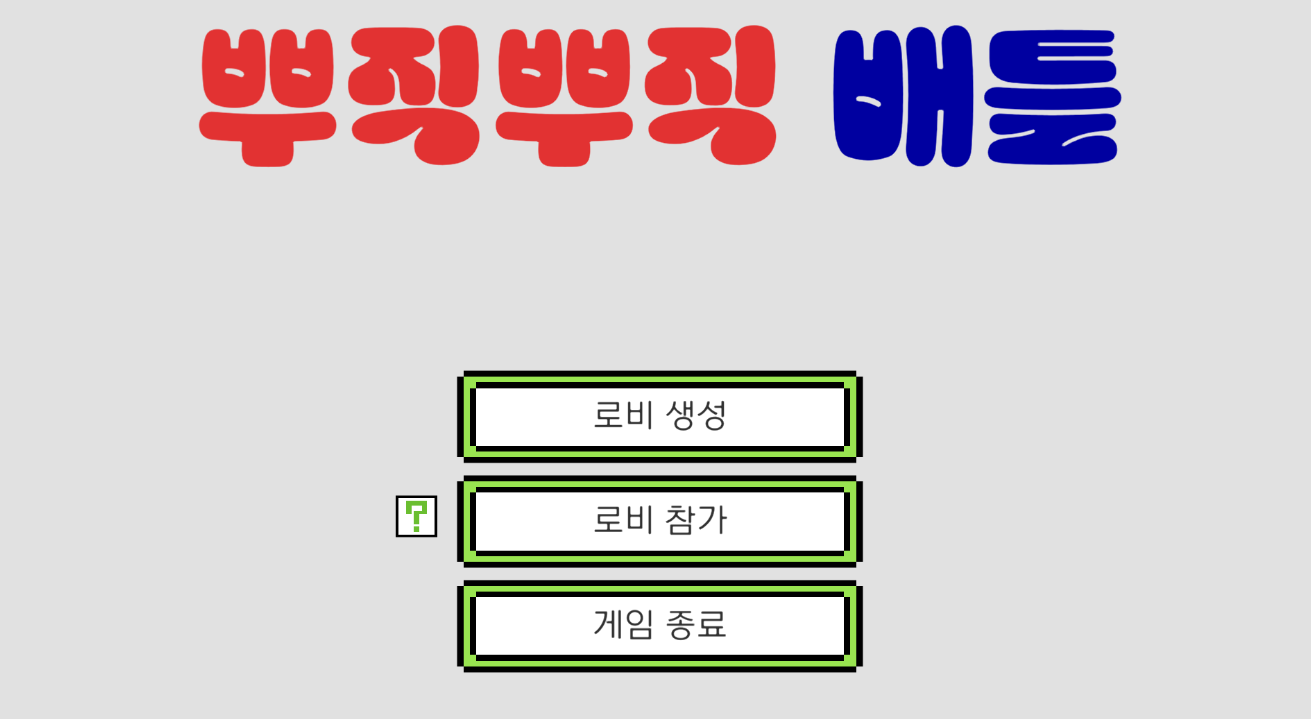 뿌직뿌직 배틀
로비 생성
?
로비 참가
게임 종료